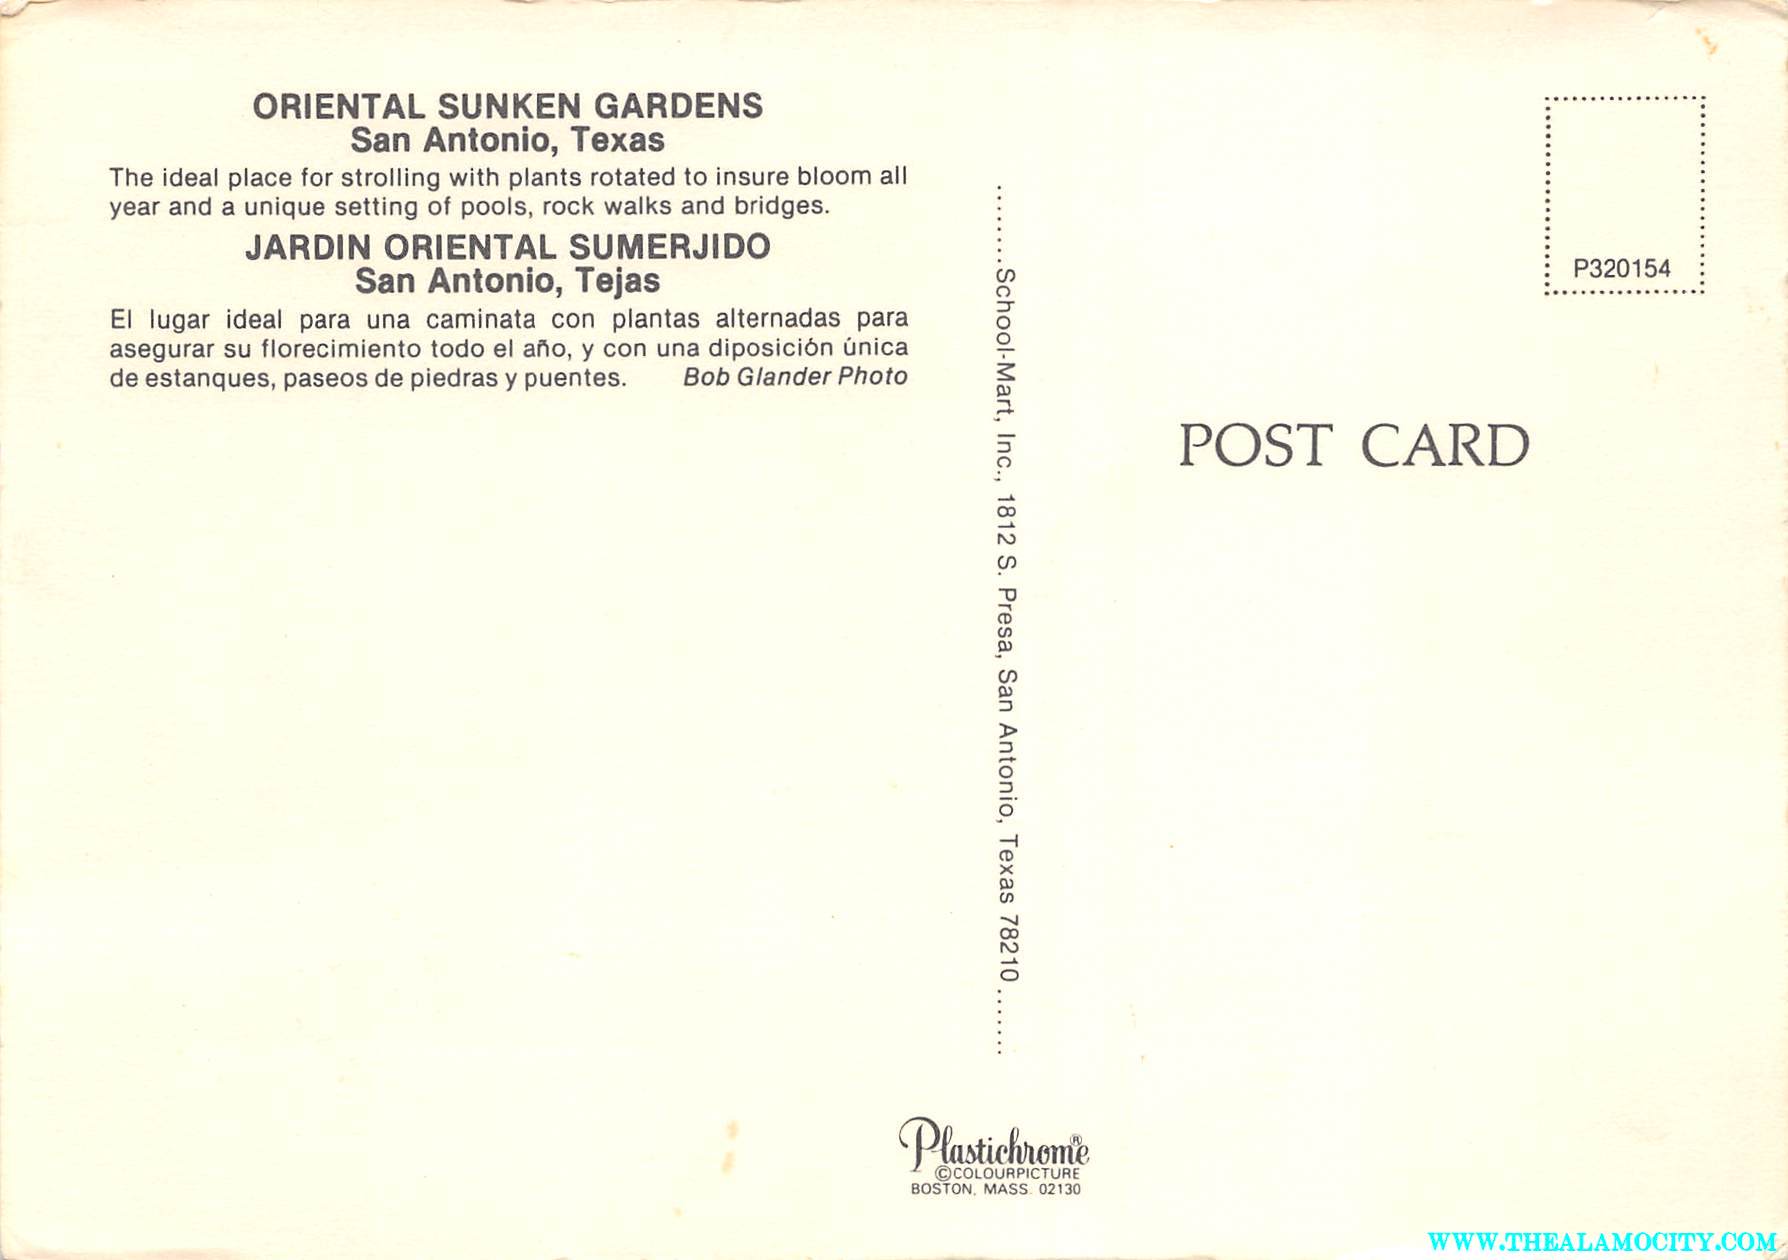 ORIENTAL SUNKEN GARDENS
San Antonio, Texas
The ideal place for strolling with plants rotated to insure bloom all
year and a unique setting of pools, rock walks and bridges.
JARDIN ORIENTAL SUMERJIDO
San Antonio, Tejas
El lugar ideal para una caminata con plantas alternadas para
asegurar su florecimiento todo el año, y con una diposición única
de estanques, paseos de piedras y puentes. Bob Glander Photo
........School-Mart, Inc., 1812 S. Presa, San Antonio, Texas 78210.......
P320154
POST CARD
Plastichrome®
©COLOURPICTURE
BOSTON, MASS. 02130
WWW.THEALAMOCITY.COM